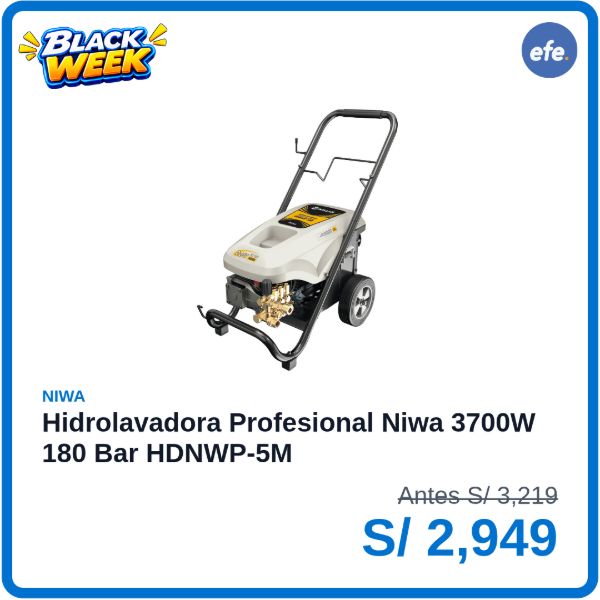 BLACK
WEEK
efe.
NIWA
Hidrolavadora Profesional Niwa 3700W
180 Bar HDNWP-5M
Antes S/ 3,219
S/ 2,949